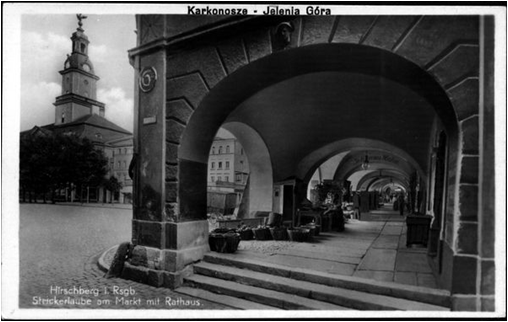 Karkonosze - Jelenia Góra
Hirschberg i. Rsgb.
Strickerlaube am Markt mit Rathaus.